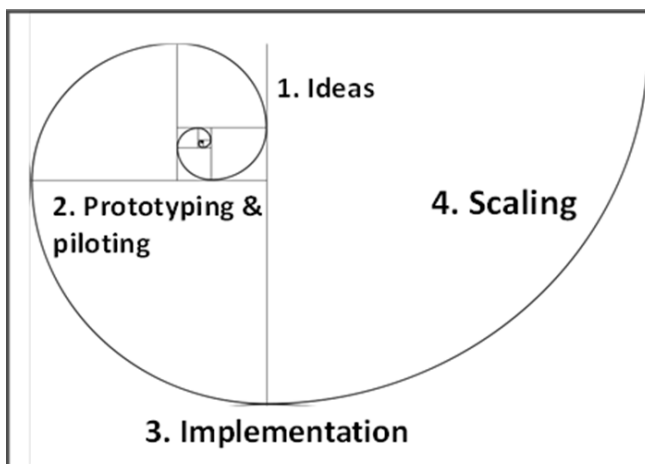 1. Ideas
2. Prototyping &
piloting
4. Scaling
3. Implementation